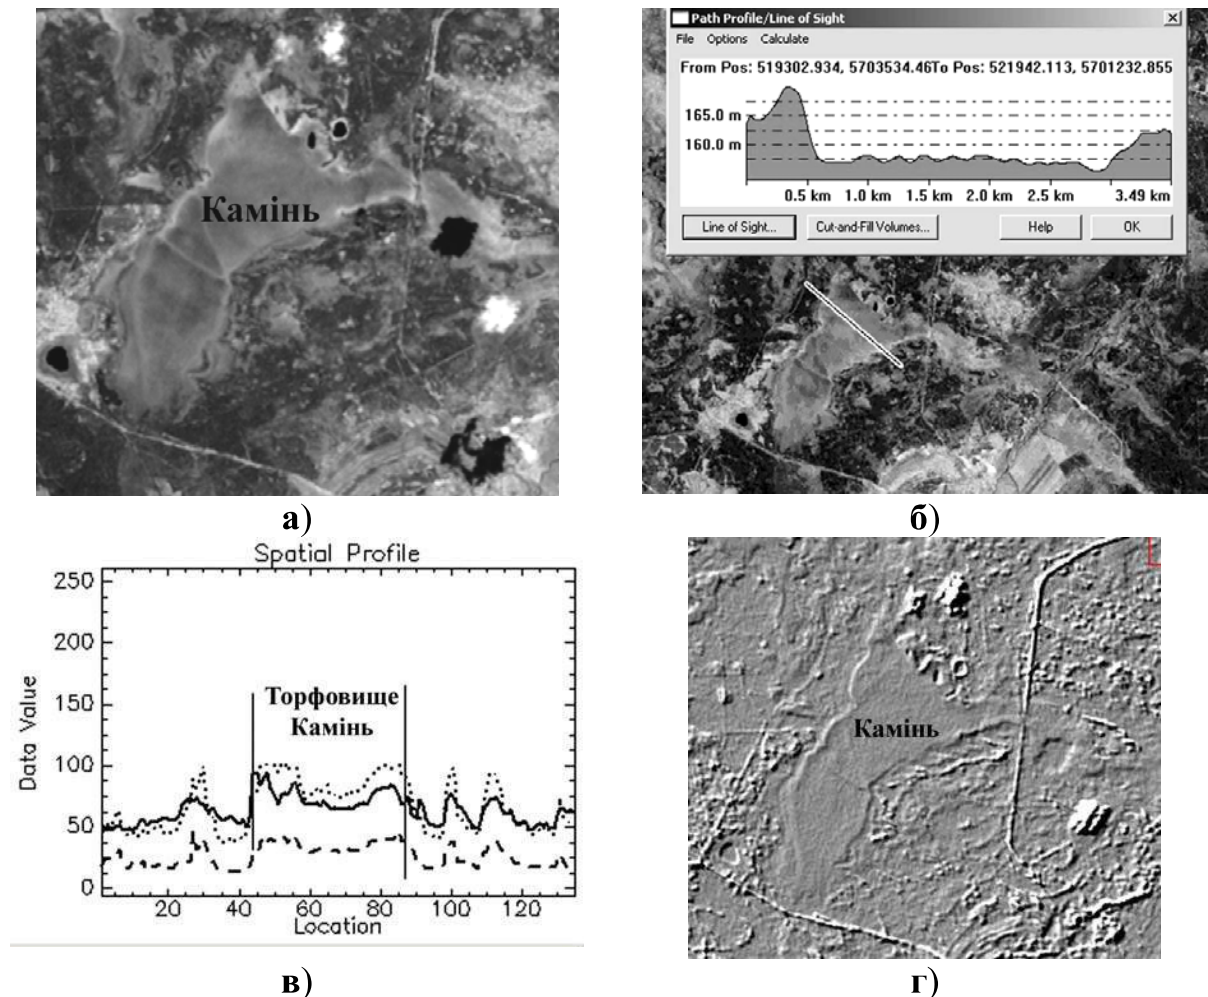 Камінь
а)
Path Profile/Line of Sight
File Options Calculate
From Pos: 519302.934, 5703534.46To Pos: 521942.113, 5701232.855
165.0 m
160.0 m
0.5 km 1.0 km 1.5 km 2.0 km 2.5 km 3.49 km
Line of Sight... Cut-and-Fill Volumes... Help OK
б)
Spatial Profile
Data Value
250
200
150
100
50
0
Торфовище
Камінь
20 40 60 80 100 120
Location
в)
Камінь
г)